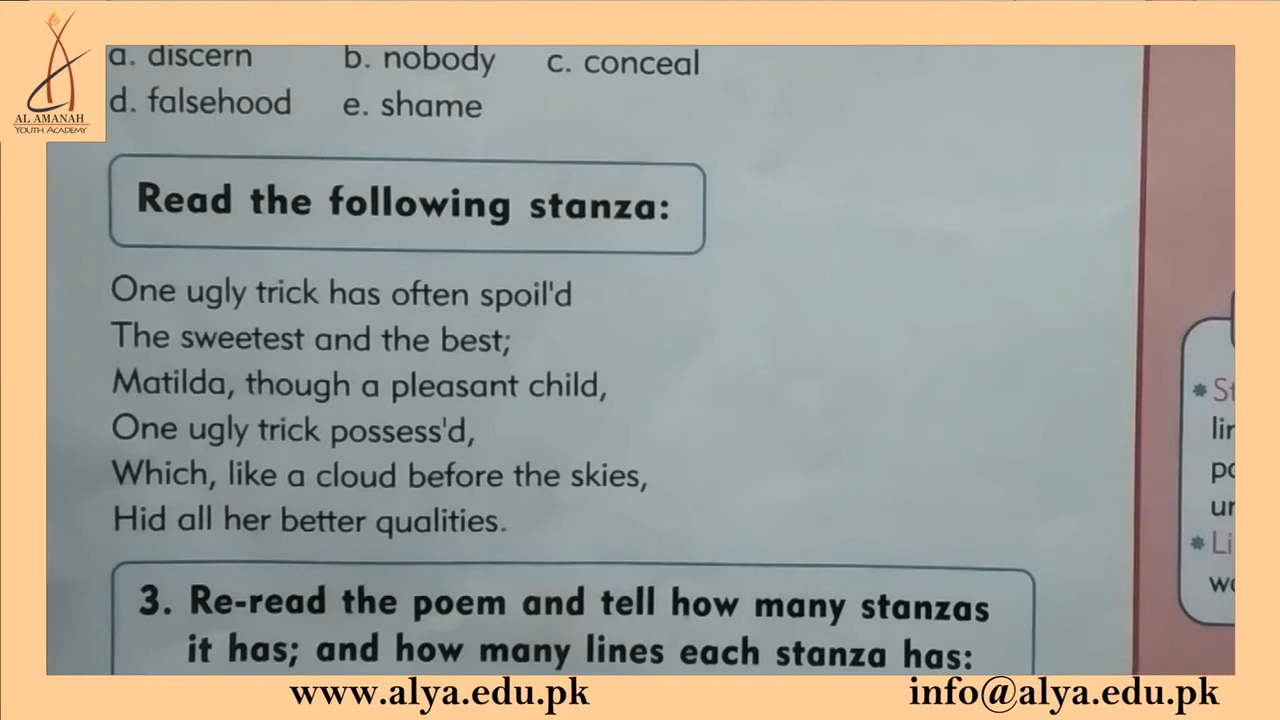 a. discern b. nobody c. conceal
d. falsehood e. shame
AL AMANAH
YOUTH ACADEMY
Read the following stanza:
One ugly trick has often spoil'd
The sweetest and the best;
Matilda, though a pleasant child,
One ugly trick possess'd,
Which, like a cloud before the skies,
Hid all her better qualities.
3. Re-read the poem and tell how many stanzas
it has; and how many lines each stanza has:
www.alya.edu.pk info@alya.edu.pk